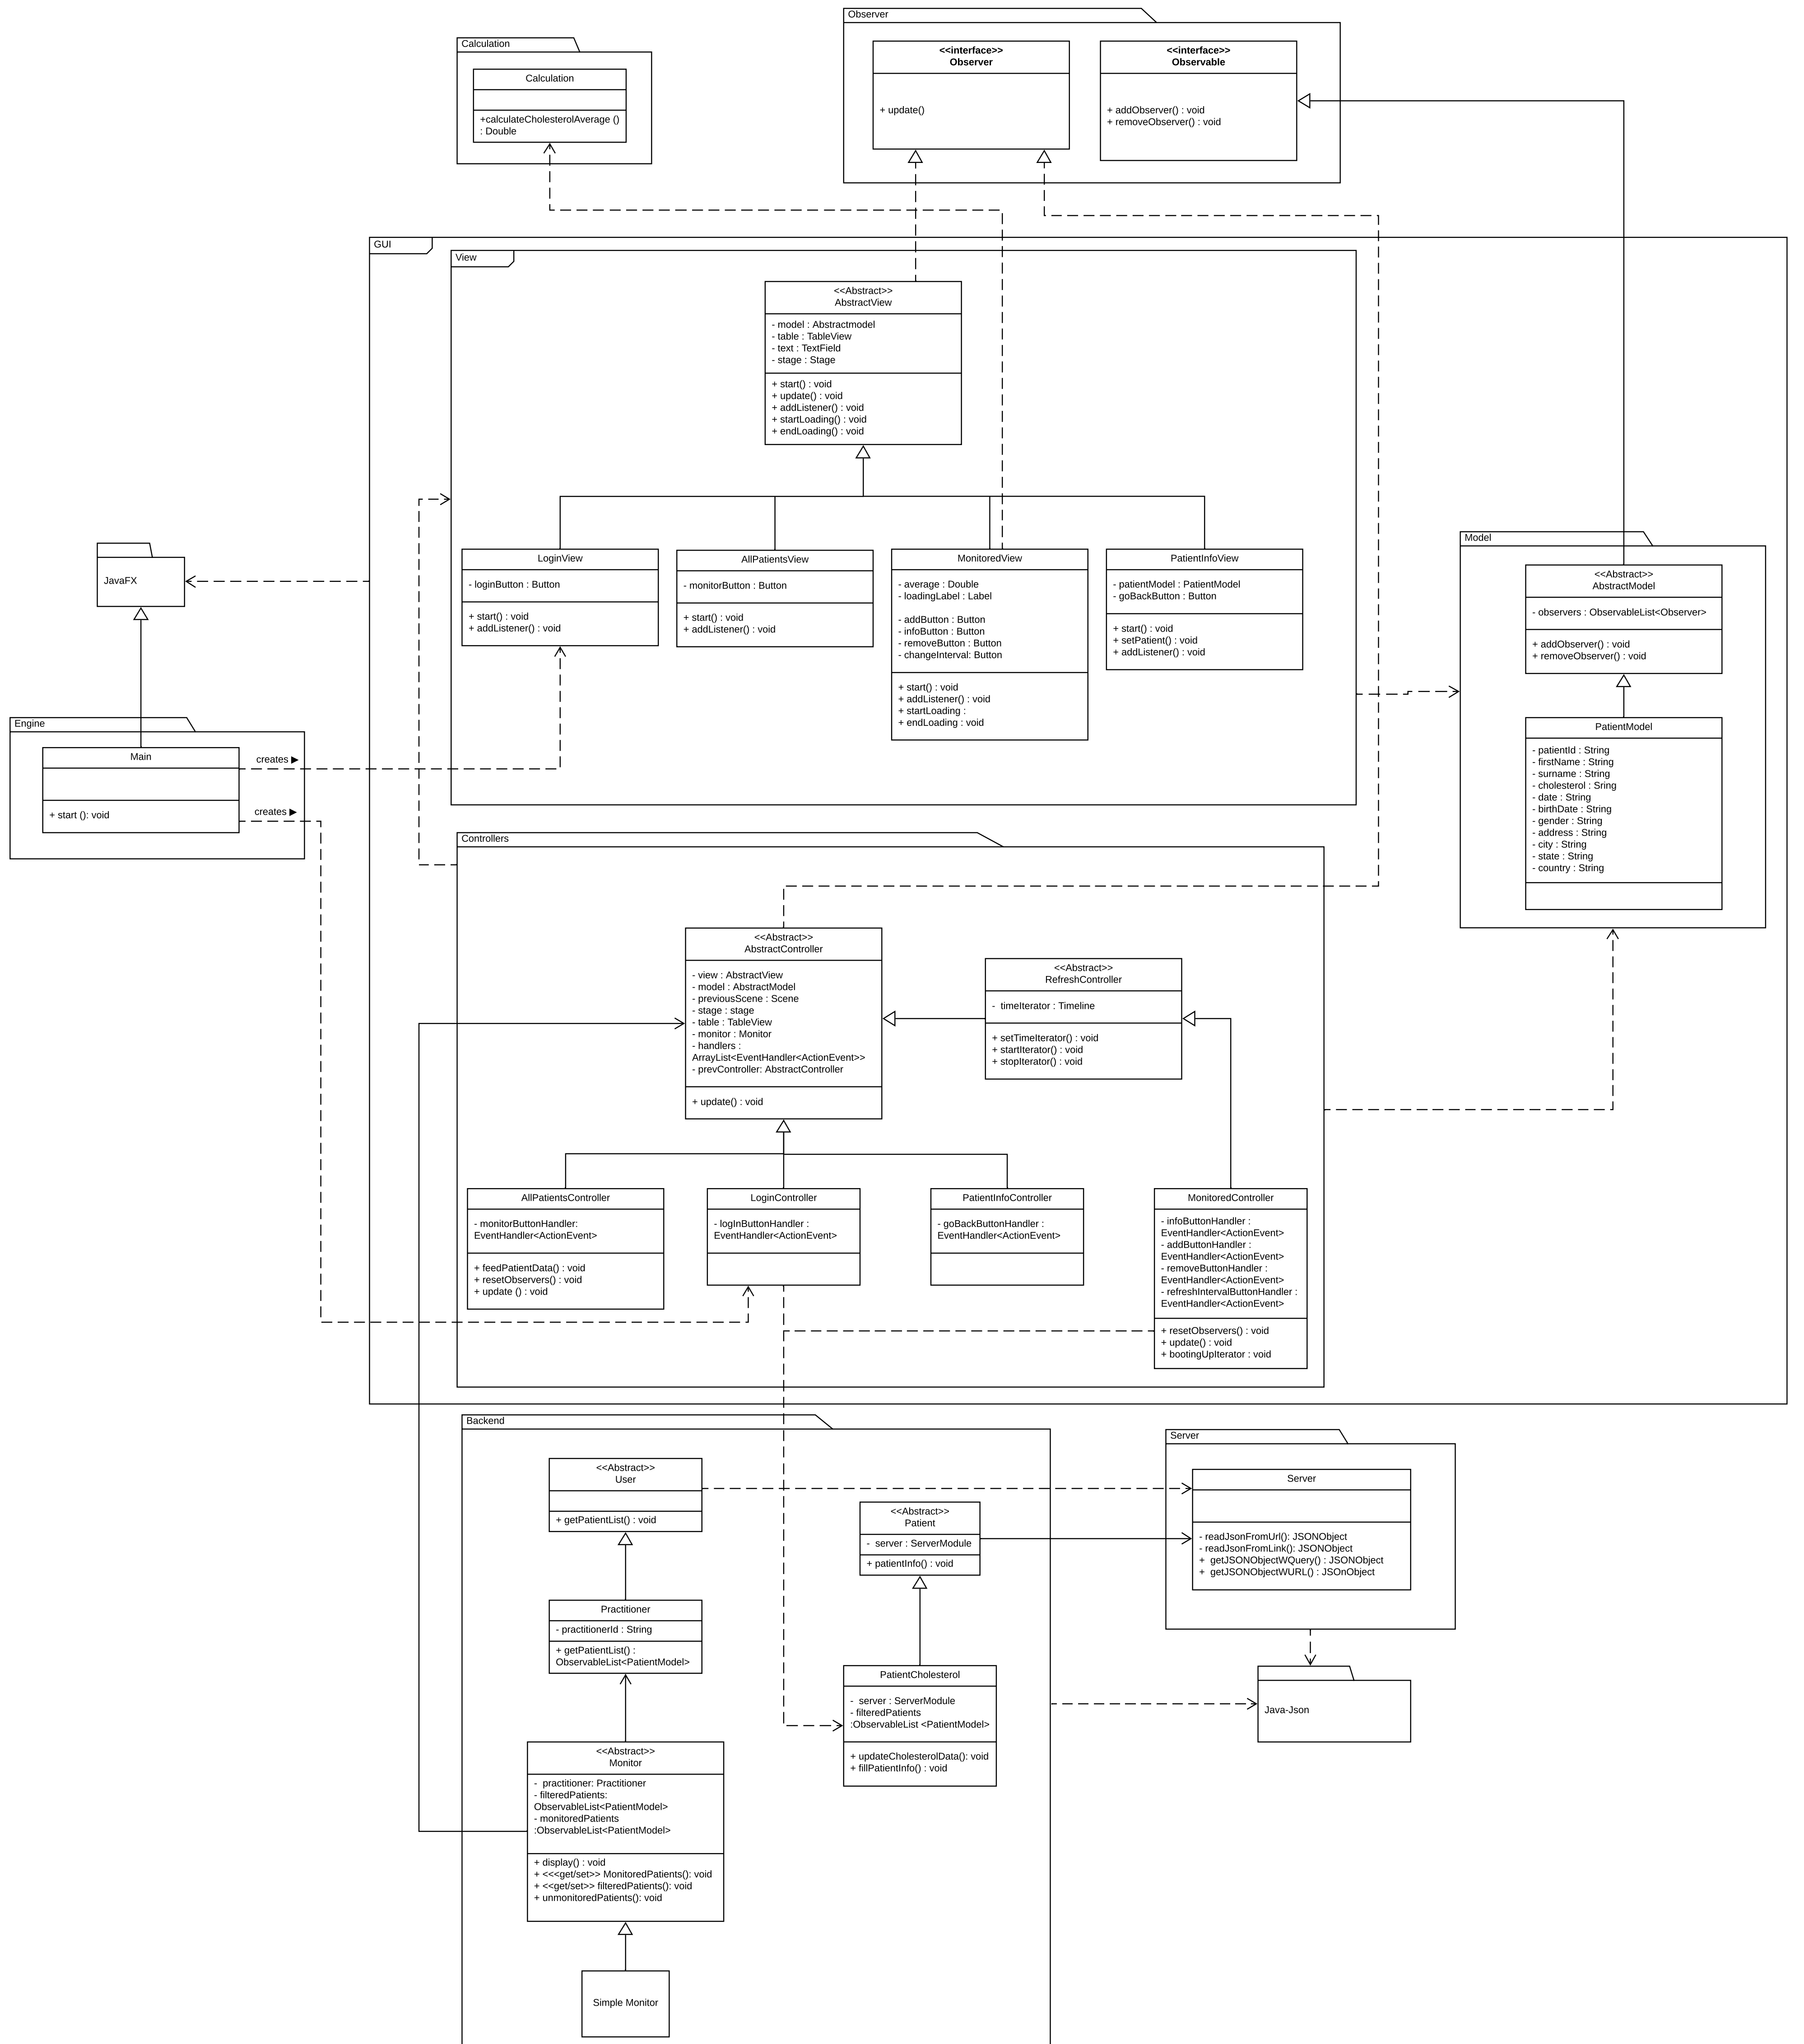 Observer
<<interface>>
Observer
+ update()
<<interface>>
Observable
+ addObserver() : void
+ removeObserver() : void
Calculation
Calculation
+calculateCholesterolAverage ()
: Double
GUI
View
<<Abstract>>
AbstractView
- model : Abstractmodel
- table : TableView
- text : TextField
- stage : Stage
+ start() : void
+ update() : void
+ addListener() : void
+ startLoading() : void
+ endLoading() : void
LoginView
- loginButton : Button
+ start() : void
+ addListener() : void
AllPatientsView
- monitorButton : Button
+ start() : void
+ addListener() : void
MonitoredView
- average : Double
- loadingLabel : Label
- addButton : Button
- infoButton : Button
- removeButton : Button
- changeInterval: Button
+ start() : void
+ addListener() : void
+ startLoading :
+ endLoading : void
PatientInfoView
- patientModel : PatientModel
- goBackButton : Button
+ start() : void
+ setPatient() : void
+ addListener() : void
JavaFX
Model
<<Abstract>>
AbstractModel
- observers : ObservableList<Observer>
+ addObserver() : void
+ removeObserver() : void
PatientModel
- patientId : String
- firstName : String
- surname : String
- cholesterol : Sring
- date : String
- birthDate : String
- gender : String
- address : String
- city : String
- state : String
- country : String
Engine
Main
+ start (): void
creates ▶
creates ▶
Controllers
<<Abstract>>
AbstractController
- view : AbstractView
- model : AbstractModel
- previousScene : Scene
- stage : stage
- table : TableView
- monitor : Monitor
- handlers :
ArrayList<EventHandler<ActionEvent>>
- prevController: AbstractController
+ update() : void
<<Abstract>>
RefreshController
- timeIterator : Timeline
+ setTimeIterator() : void
+ startIterator() : void
+ stopIterator() : void
AllPatientsController
- monitorButtonHandler:
EventHandler<ActionEvent>
+ feedPatientData() : void
+ resetObservers() : void
+ update () : void
LoginController
- logInButtonHandler :
EventHandler<ActionEvent>
PatientInfoController
- goBackButtonHandler :
EventHandler<ActionEvent>
MonitoredController
- infoButtonHandler :
EventHandler<ActionEvent>
- addButtonHandler :
EventHandler<ActionEvent>
- removeButtonHandler :
EventHandler<ActionEvent>
- refreshIntervalButtonHandler :
EventHandler<ActionEvent>
+ resetObservers() : void
+ update() : void
+ bootingUpIterator : void
Backend
<<Abstract>>
User
+ getPatientList() : void
<<Abstract>>
Patient
- server : ServerModule
+ patientInfo() : void
Practitioner
- practitionerId : String
+ getPatientList() :
ObservableList<PatientModel>
PatientCholesterol
- server : ServerModule
- filteredPatients
:ObservableList <PatientModel>
+ updateCholesterolData(): void
+ fillPatientInfo() : void
<<Abstract>>
Monitor
- practitioner: Practitioner
- filteredPatients:
ObservableList<PatientModel>
- monitoredPatients
:ObservableList<PatientModel>
+ display() : void
+ <<<get/set>> MonitoredPatients(): void
+ <<get/set>> filteredPatients(): void
+ unmonitoredPatients(): void
Simple Monitor
Server
Server
- readJsonFromUrl(): JSONObject
- readJsonFromLink(): JSONObject
+ getJSONObjectWQuery() : JSONObject
+ getJSONObjectWURL() : JSOnObject
Java-Json